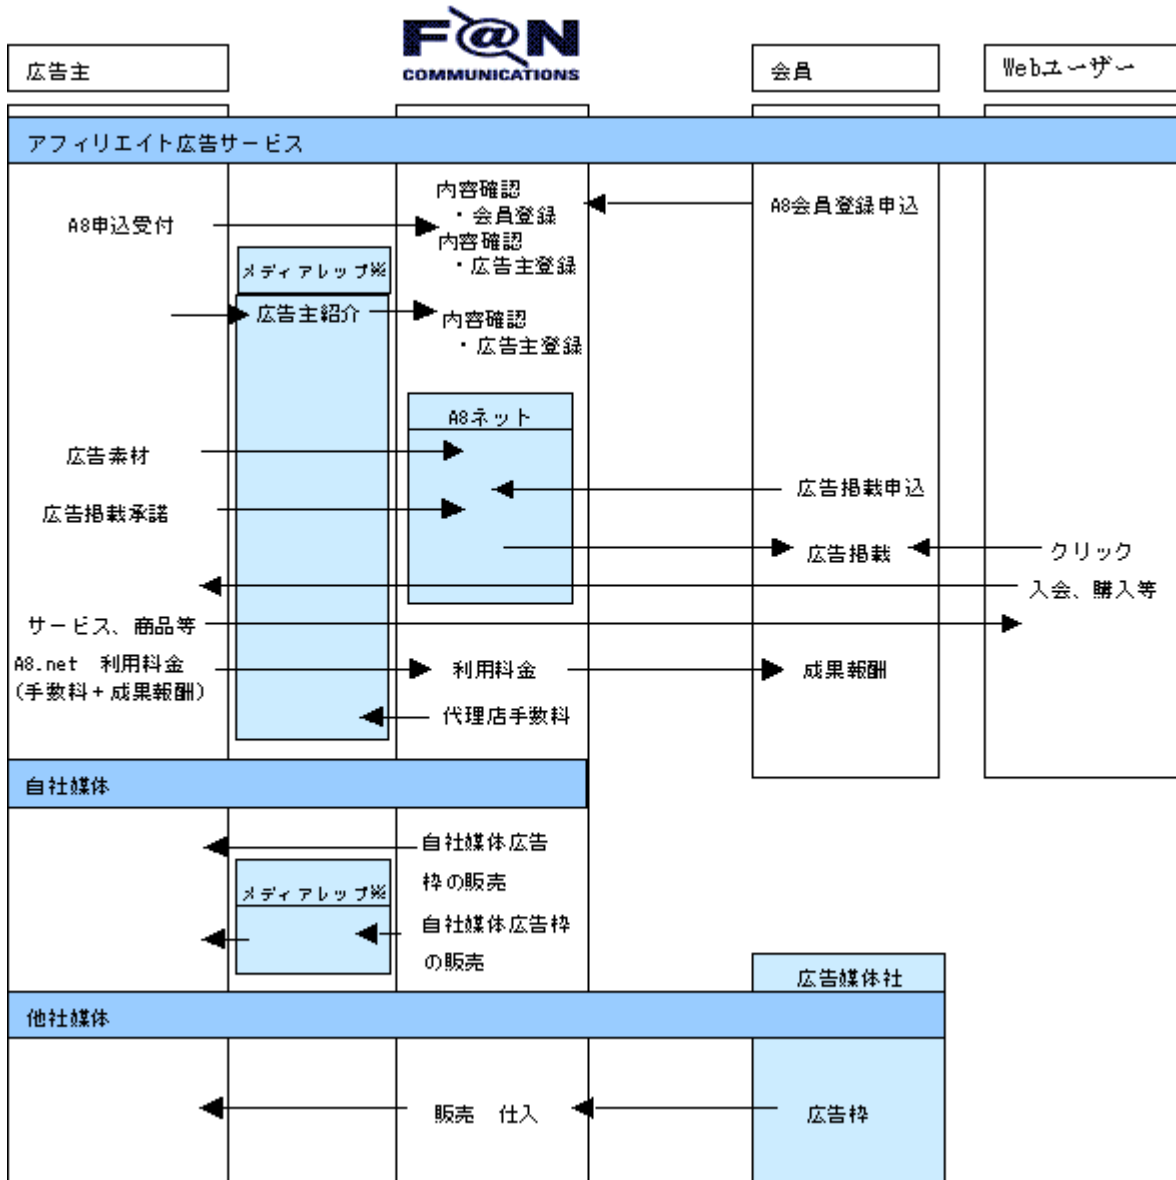 F@N
COMMUNICATIONS
広告主
会員
Webユーザー
アフィリエイト広告サービス
内容確認
・会員登録
A8会員登録申込
A8申込受付
内容確認
・広告主登録
メディアレップ※
広告主紹介
内容確認
・広告主登録
A8ネット
広告素材
広告掲載申込
広告掲載承諾
広告掲載
クリック
入会、購入等
サービス、商品等
A8.net 利用料金
(手数料+成果報酬)
利用料金
成果報酬
代理店手数料
自社媒体
自社媒体広告
枠の販売
メディアレップ※
自社媒体広告枠
の販売
広告媒体社
他社媒体
販売 仕入
広告枠